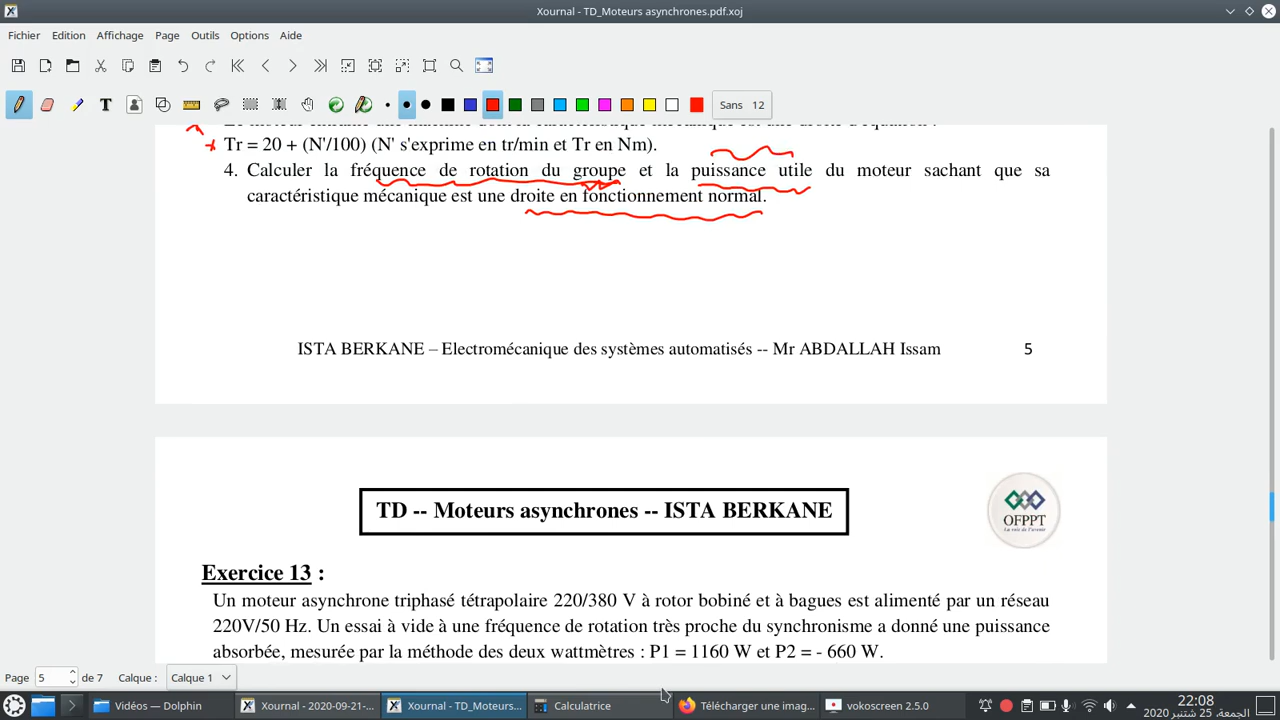 Xournal - TD_Moteurs asynchrones.pdf.xoj
Fichier Edition Affichage Page Outils Options Aide
Sans 12
Tr = 20 + (N'/100) (N' s'exprime en tr/min et Tr en Nm).
4. Calculer la fréquence de rotation du groupe et la puissance utile du moteur sachant que sa
caractéristique mécanique est une droite en fonctionnement normal.
ISTA BERKANE – Electromécanique des systèmes automatisés -- Mr ABDALLAH Issam 5
TD -- Moteurs asynchrones -- ISTA BERKANE
OFPPT
Exercice 13 :
Un moteur asynchrone triphasé tétrapolaire 220/380 V à rotor bobiné et à bagues est alimenté par un réseau
220V/50 Hz. Un essai à vide à une fréquence de rotation très proche du synchronisme a donné une puissance
absorbée, mesurée par la méthode des deux wattmètres : P1 = 1160 W et P2 = - 660 W.
Page 5 de 7 Calque : Calque 1
Vidéos — Dolphin Xournal - 2020-09-21-... Xournal - TD_Moteurs... Calculatrice Télécharger une imag... vokoscreen 2.5.0 22:08
الجمعة, 25 شتنبر 2020